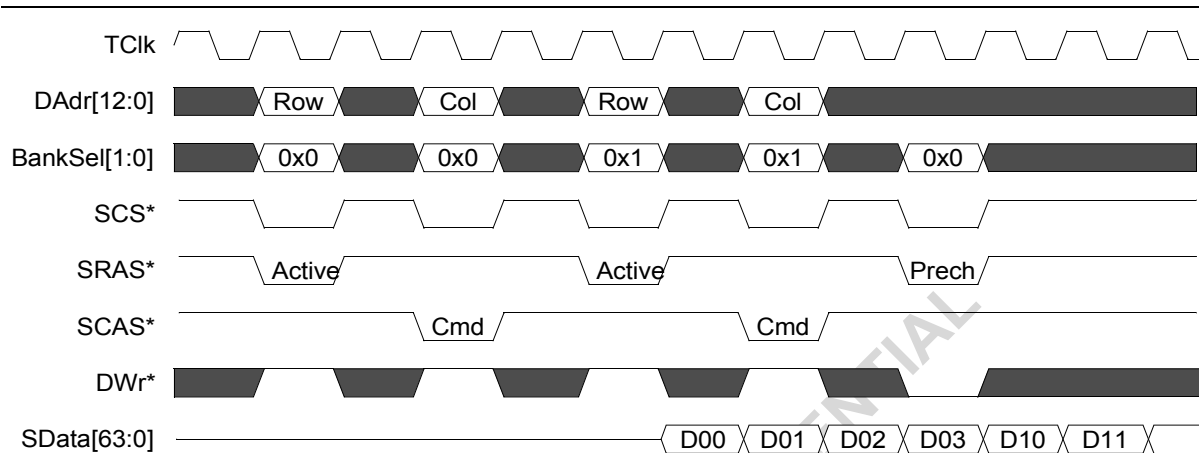 TClk
DAdr[12:0] Row Col Row Col
BankSel[1:0] 0x0 0x0 0x1 0x1 0x0
SCS*
SRAS* Active Active Prech
SCAS* Cmd Cmd
DWr*
SData[63:0] D00 D01 D02 D03 D10 D11